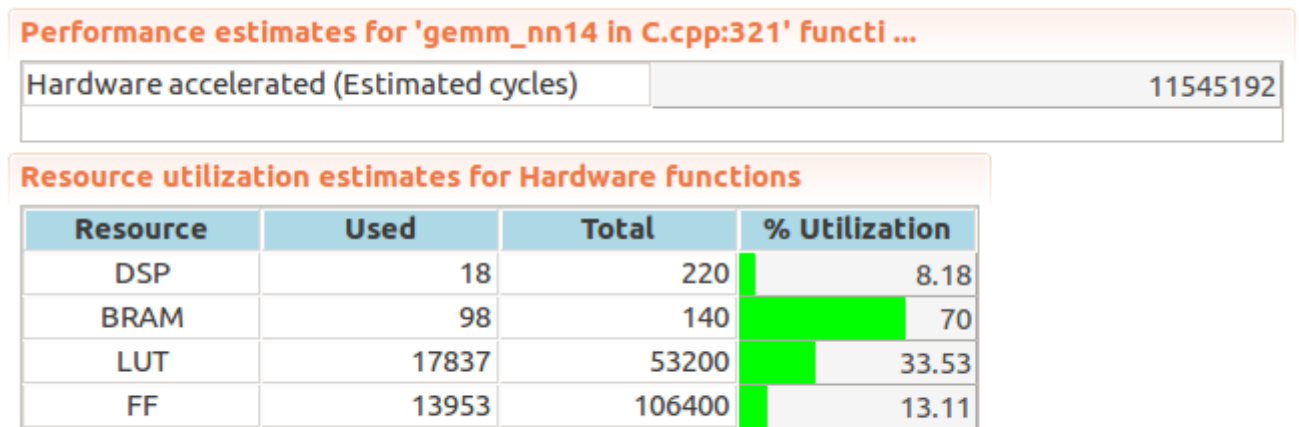 Performance estimates for 'gemm_nn14 in C.cpp:321' functi ...
Hardware accelerated (Estimated cycles) 11545192
Resource utilization estimates for Hardware functions
Resource Used Total % Utilization
DSP 18 220 8.18
BRAM 98 140 70
LUT 17837 53200 33.53
FF 13953 106400 13.11